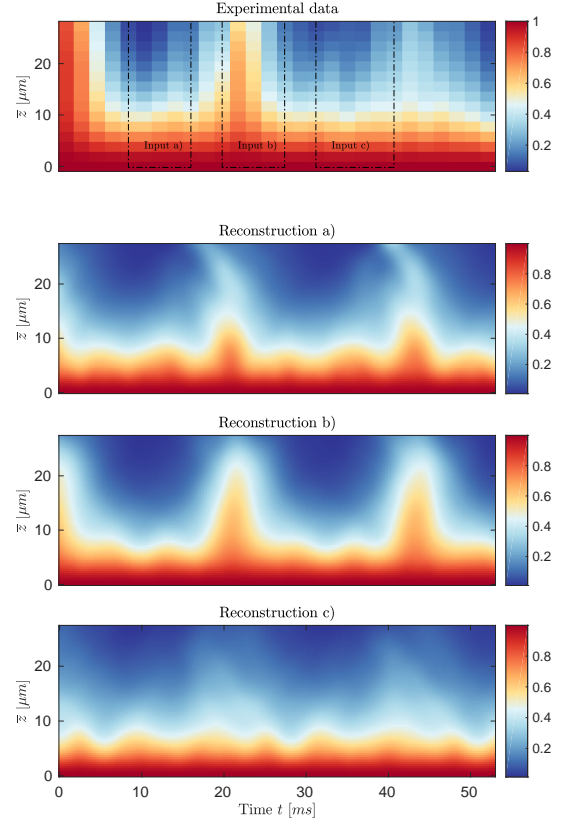 Experimental data
z̅ [μm]
20
10
0
Input a)
Input b)
Input c)
1
0.8
0.6
0.4
0.2
Reconstruction a)
z̅ [μm]
20
10
0
0.8
0.6
0.4
0.2
Reconstruction b)
z̅ [μm]
20
10
0
0.8
0.6
0.4
0.2
Reconstruction c)
z̅ [μm]
20
10
0
0.8
0.6
0.4
0.2
0 10 20 30 40 50
Time t [ms]